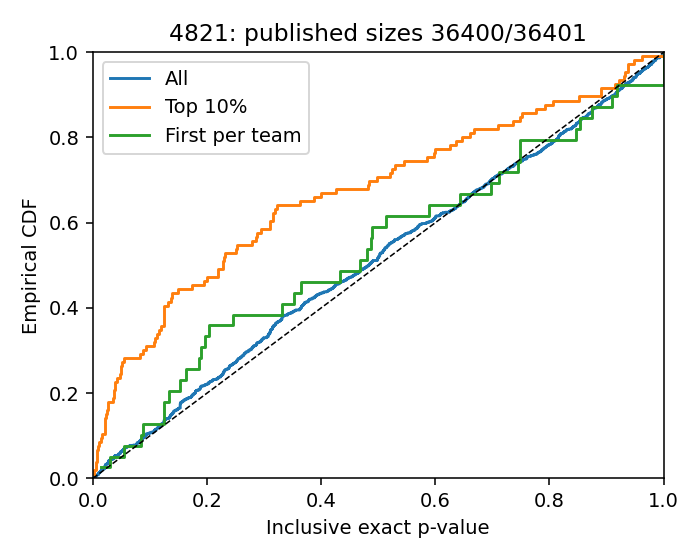 4821: published sizes 36400/36401
All
Top 10%
First per team
Empirical CDF
1.0
0.8
0.6
0.4
0.2
0.0
0.0 0.2 0.4 0.6 0.8 1.0
Inclusive exact p-value